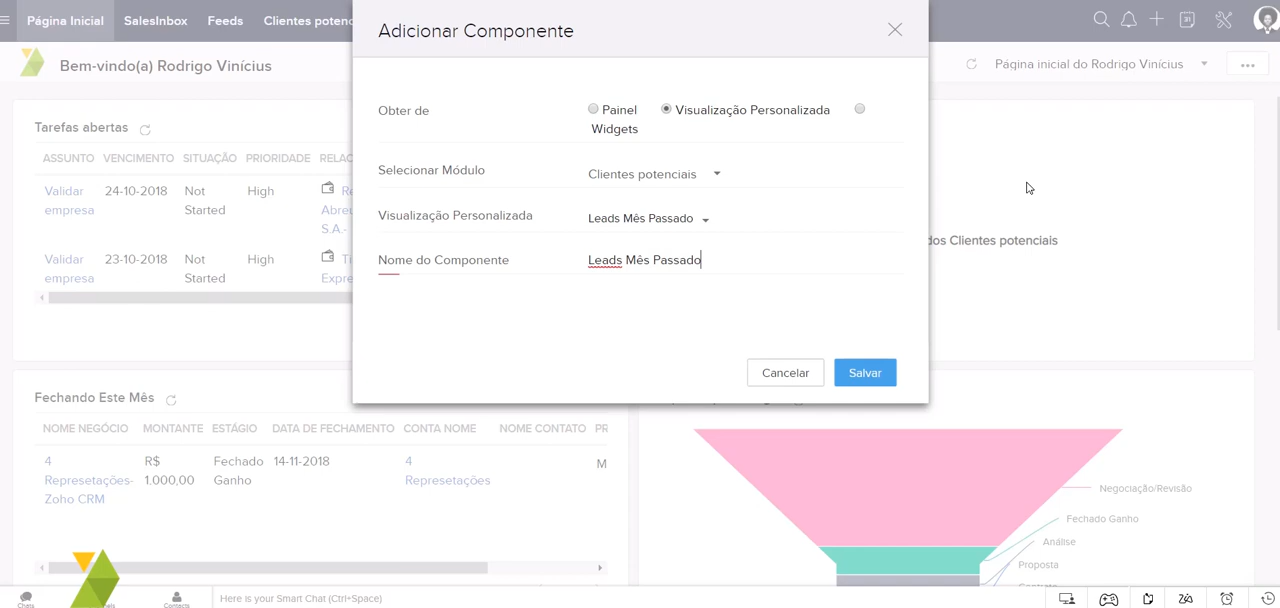 Página Inicial SalesInbox Feeds Clientes potenc
Adicionar Componente
Bem-vindo(a) Rodrigo Vinícius
Página inicial do Rodrigo Vinícius
Obter de
Painel Visualização Personalizada
Widgets
Selecionar Módulo Clientes potenciais
Visualização Personalizada Leads Mês Passado
Nome do Componente Leads Mês Passado
Cancelar Salvar
Tarefas abertas
ASSUNTO VENCIMENTO SITUAÇÃO PRIORIDADE RELAC
Validar 24-10-2018 Not High Re
empresa Started Abreu
S.A.-
Validar 23-10-2018 Not High Ti
empresa Started Expre
dos Clientes potenciais
Fechando Este Mês
NOME NEGÓCIO MONTANTE ESTÁGIO DATA DE FECHAMENTO CONTA NOME NOME CONTATO PR
4 R$ Fechado 14-11-2018 4 M
Represetações- 1.000,00 Ganho Represetações
Zoho CRM
Negociação/Revisão
Fechado Ganho
Análise
Proposta
Chats Contacts Here is your Smart Chat (Ctrl+Space)